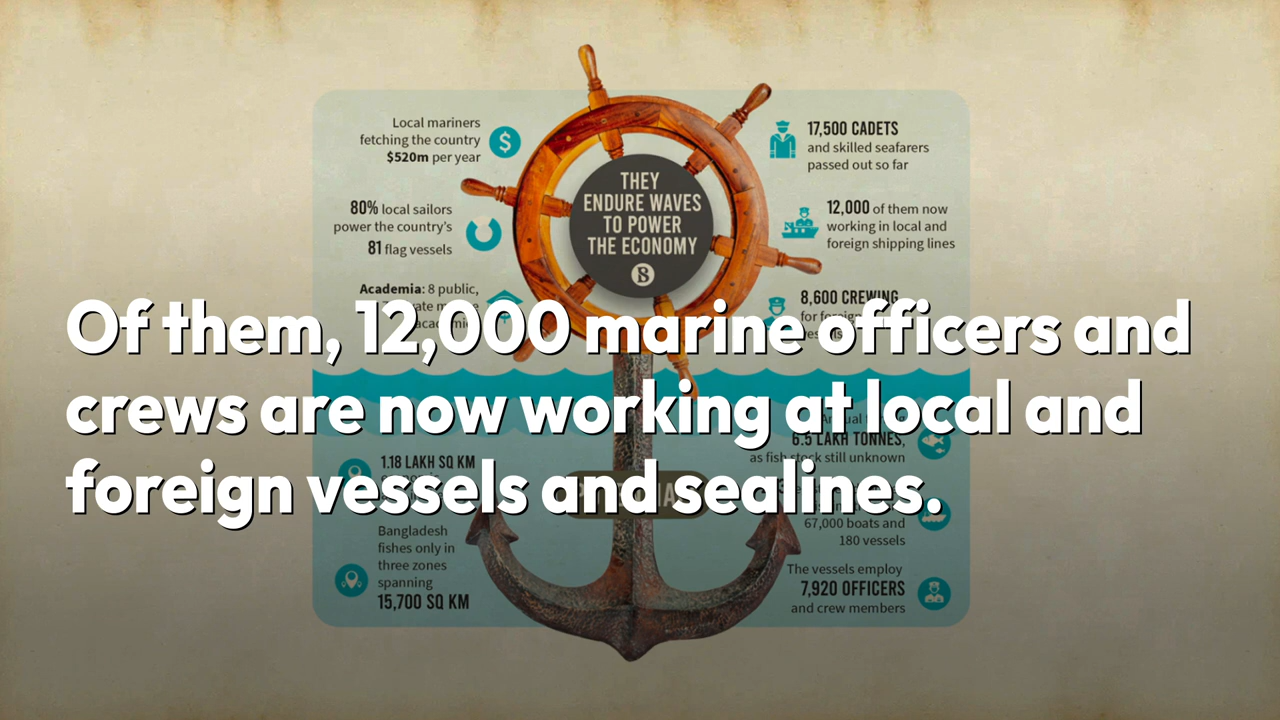 Local mariners
fetching the country
$520m per year
80% local sailors
power the country's
81 flag vessels
Academia: 8 public,
THEY
ENDURE WAVES
TO POWER
THE ECONOMY
B
17,500 CADETS
and skilled seafarers
passed out so far
12,000 of them now
working in local and
foreign shipping lines
8,600 CREWING
Of them, 12,000 marine officers and
crews are now working at local and
foreign vessels and sealines.
1.18 LAKH SQ KM
Bangladesh
fishes only in
three zones
spanning
15,700 SQ KM
6.5 LAKH TONNES,
as fish stock still unknown
67,000 boats and
180 vessels
The vessels employ
7,920 OFFICERS
and crew members